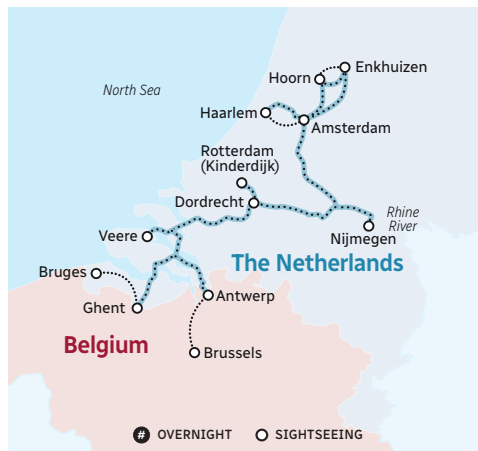 Enkhuizen
Hoorn
North Sea
Haarlem
Amsterdam
Rotterdam
(Kinderdijk)
Dordrecht
Rhine
River
Veere
Nijmegen
The Netherlands
Bruges
Ghent
Antwerp
Belgium
Brussels
# OVERNIGHT SIGHTSEEING